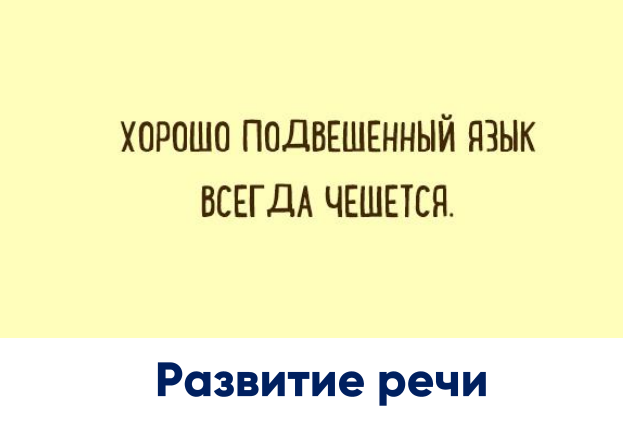 ХОРОШО ПОДВЕШЕННЫЙ ЯЗЫК
ВСЕГДА ЧЕШЕТСЯ.
Развитие речи